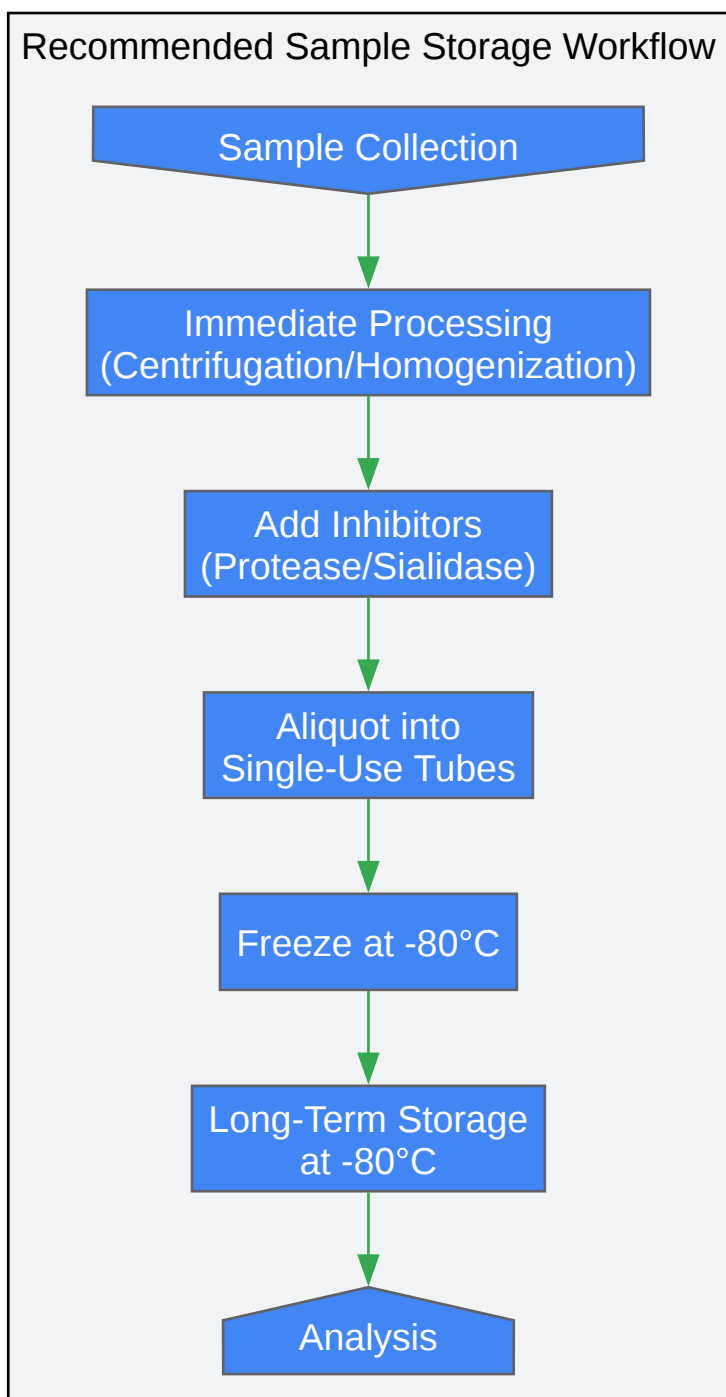 Recommended Sample Storage Workflow
Sample Collection
Immediate Processing
(Centrifugation/Homogenization)
Add Inhibitors
(Protease/Sialidase)
Aliquot into
Single-Use Tubes
Freeze at -80°C
Long-Term Storage
at -80°C
Analysis